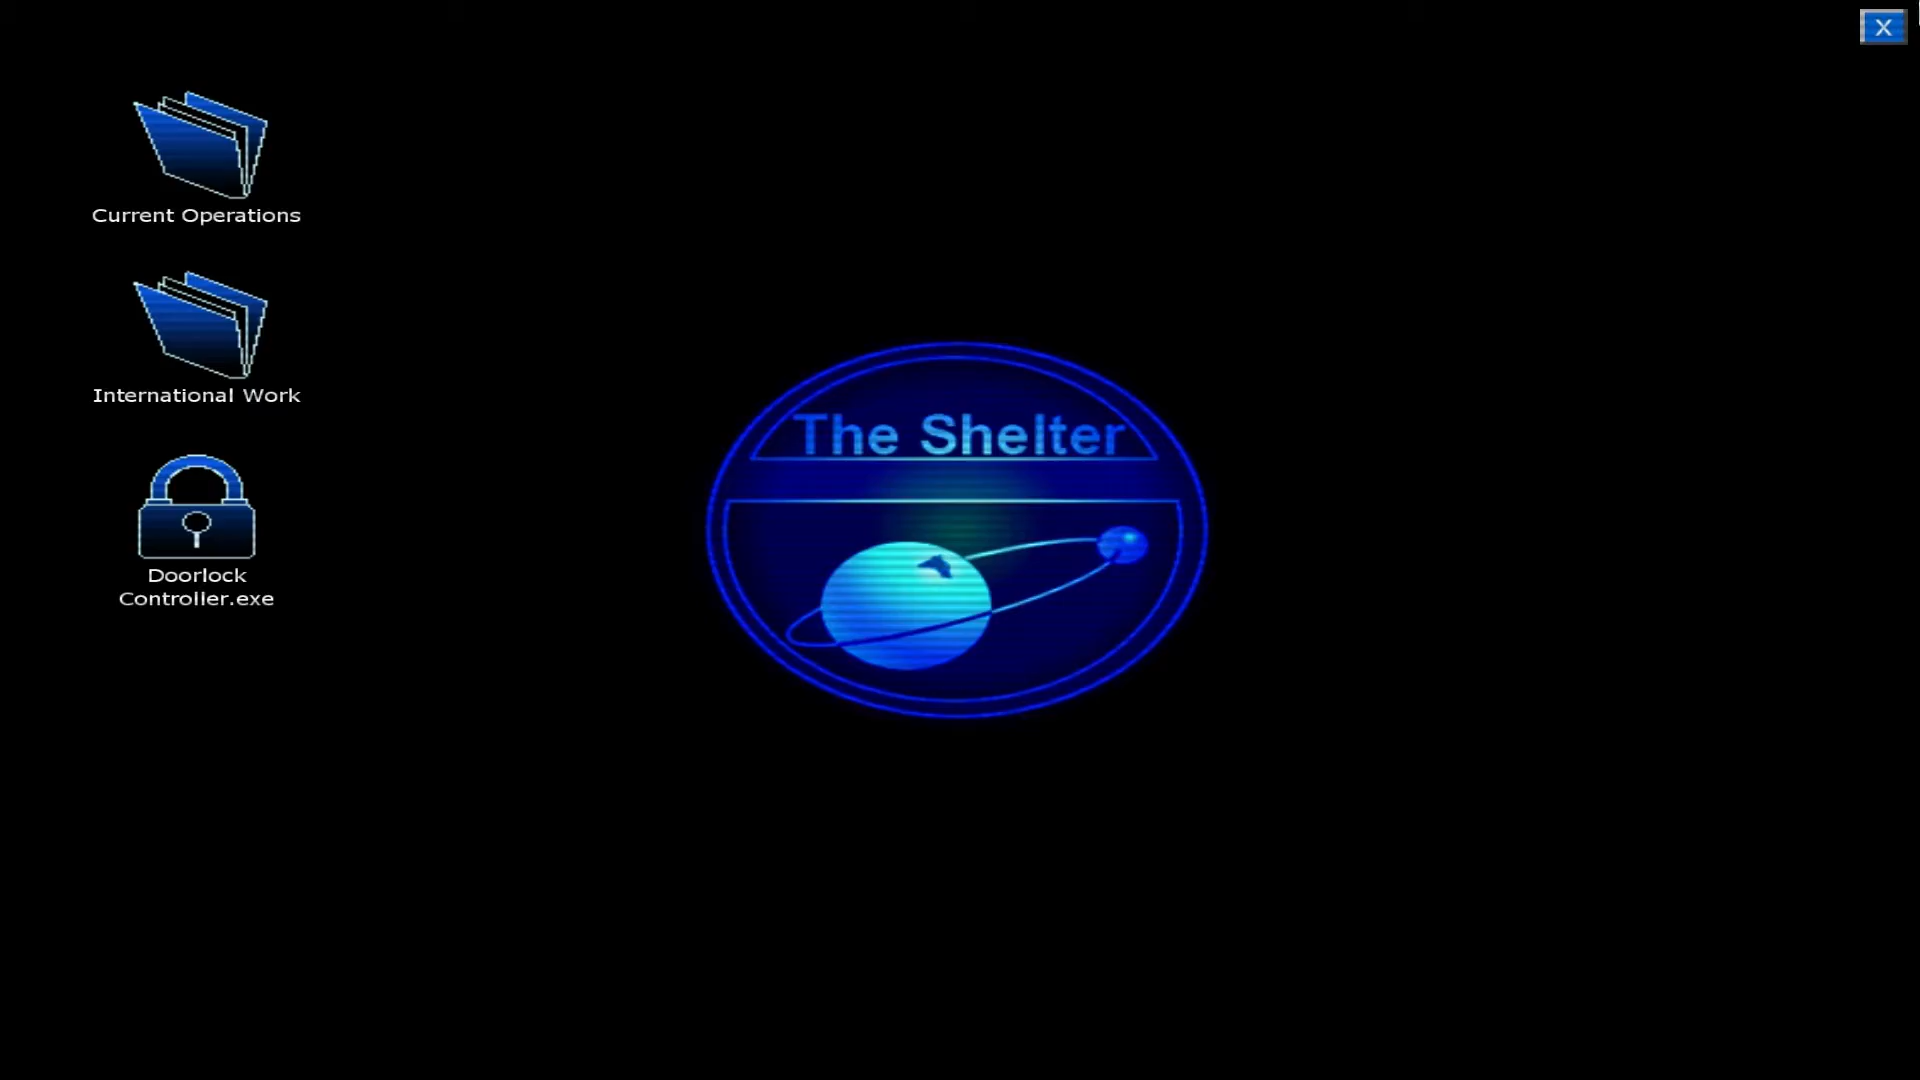 X
Current Operations
International Work
The Shelter
Doorlock
Controller.exe